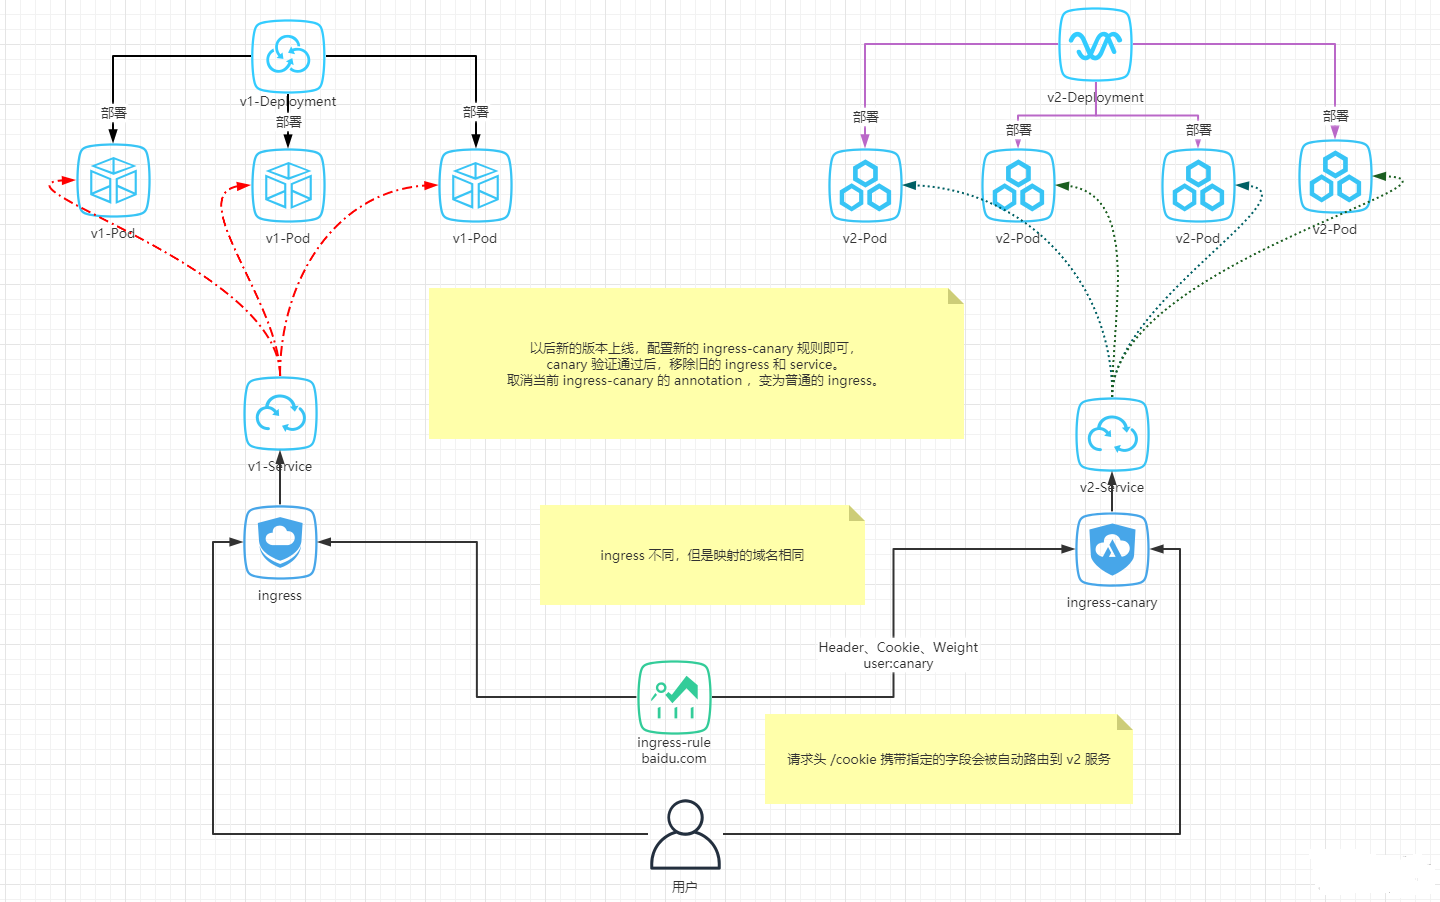 v1-Deployment
v2-Deployment
部署
部署
部署
部署
部署
部署
部署
v1-Pod
v1-Pod
v1-Pod
v2-Pod
v2-Pod
v2-Pod
v2-Pod
以后新的版本上线，配置新的 ingress-canary 规则即可，
canary 验证通过后，移除旧的 ingress 和 service。
取消当前 ingress-canary 的 annotation ，变为普通的 ingress。
v1-Service
v2-Service
ingress 不同，但是映射的域名相同
ingress
ingress-canary
Header、Cookie、Weight
user:canary
ingress-rule
baidu.com
请求头 /cookie 携带指定的字段会被自动路由到 v2 服务
用户